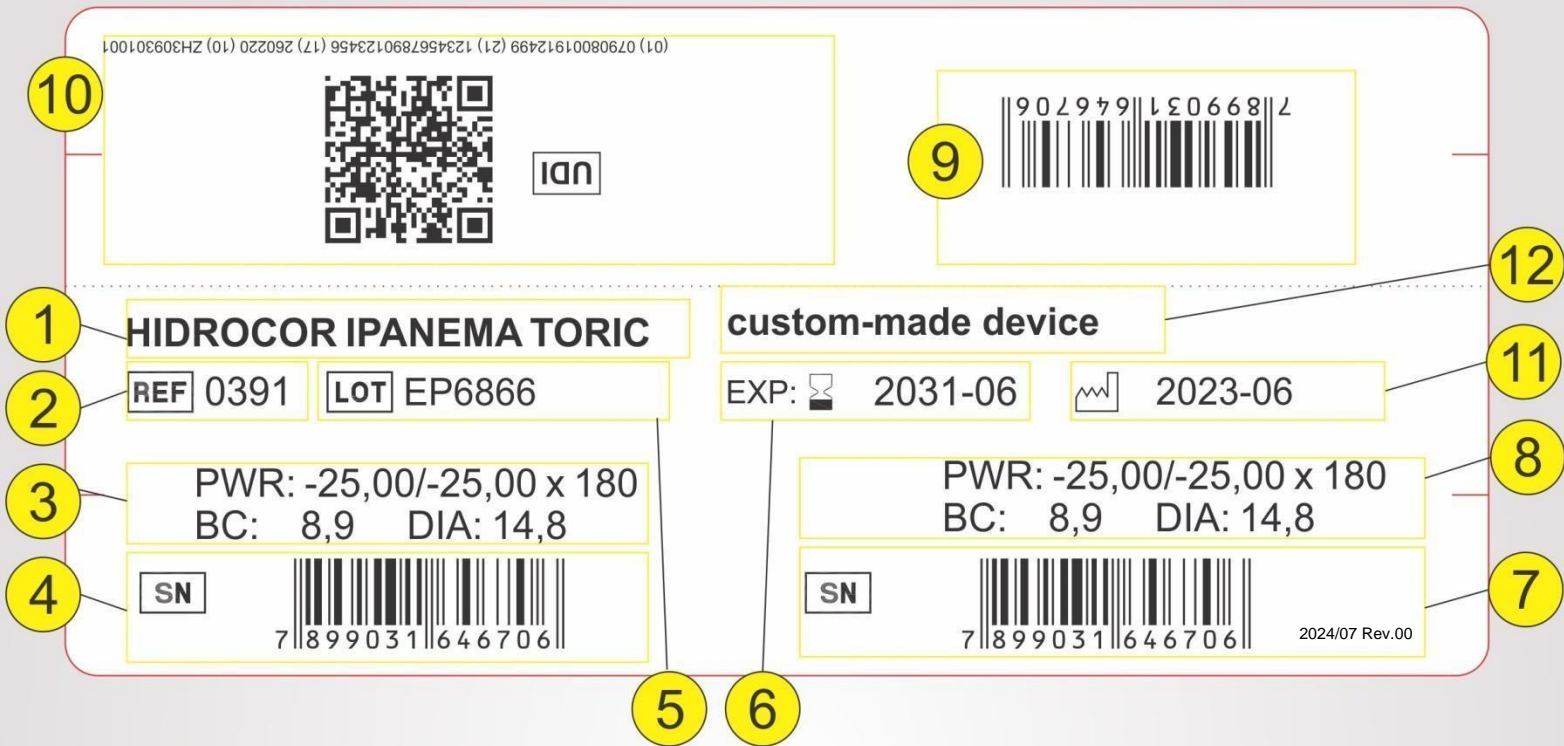 (01) 07908001912499 (21) 1234567890123456 (17) 260220 (10) ZH309301001
UDI
7 899031 646706
10
9
12
1
HIDROCOR IPANEMA TORIC
custom-made device
2
REF 0391
LOT EP6866
EXP: 2031-06
2023-06
11
3
PWR: -25,00/-25,00 x 180
BC: 8,9 DIA: 14,8
PWR: -25,00/-25,00 x 180
BC: 8,9 DIA: 14,8
8
4
SN
7 899031 646706
SN
7 899031 646706
2024/07 Rev.00
7
5
6